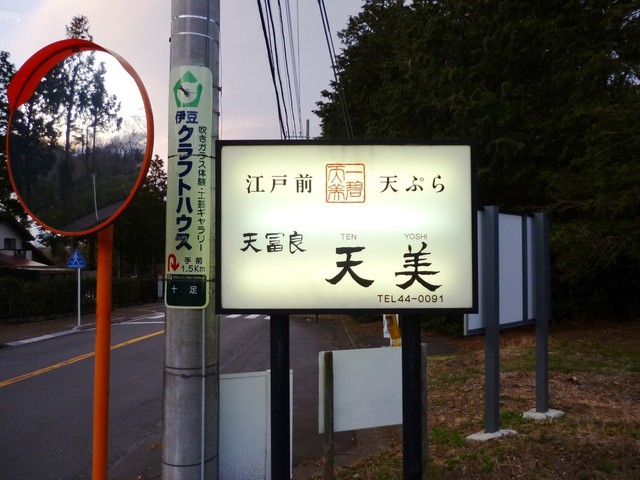 伊豆
クラフトハウス
吹きガラス体験・工芸ギャラリー
手前
1.5Km
十足
江戸前
一碧
天美
天ぷら
天冨良
TEN
YOSHI
天美
TEL44-0091